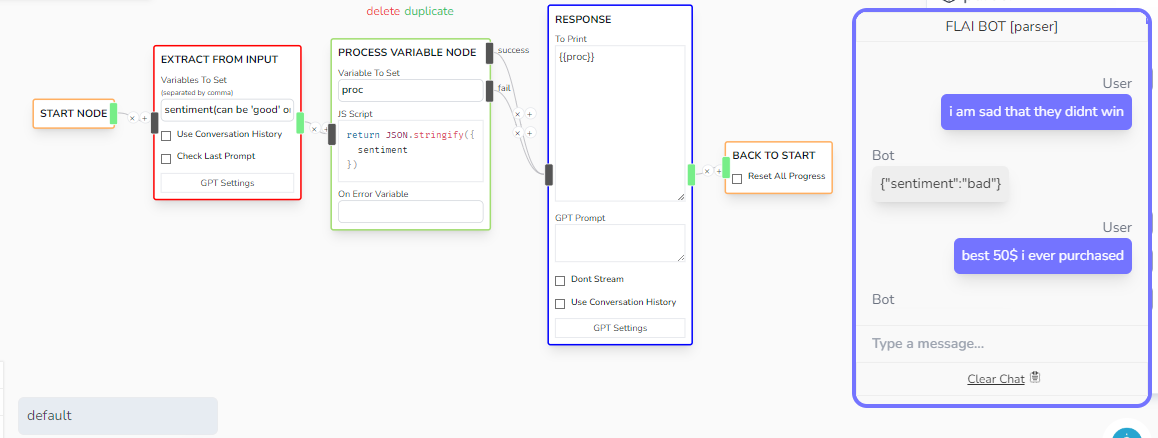 delete duplicate
START NODE
EXTRACT FROM INPUT
Variables To Set
(separated by comma)
sentiment(can be 'good' o
Use Conversation History
Check Last Prompt
GPT Settings
PROCESS VARIABLE NODE
success
Variable To Set
proc
fail
JS Script
return JSON.stringify({
sentiment
})
On Error Variable
RESPONSE
To Print
{{proc}}
GPT Prompt
Dont Stream
Use Conversation History
GPT Settings
BACK TO START
Reset All Progress
FLAI BOT [parser]
User
i am sad that they didnt win
Bot
{"sentiment":"bad"}
User
best 50$ i ever purchased
Bot
Type a message...
Clear Chat
default